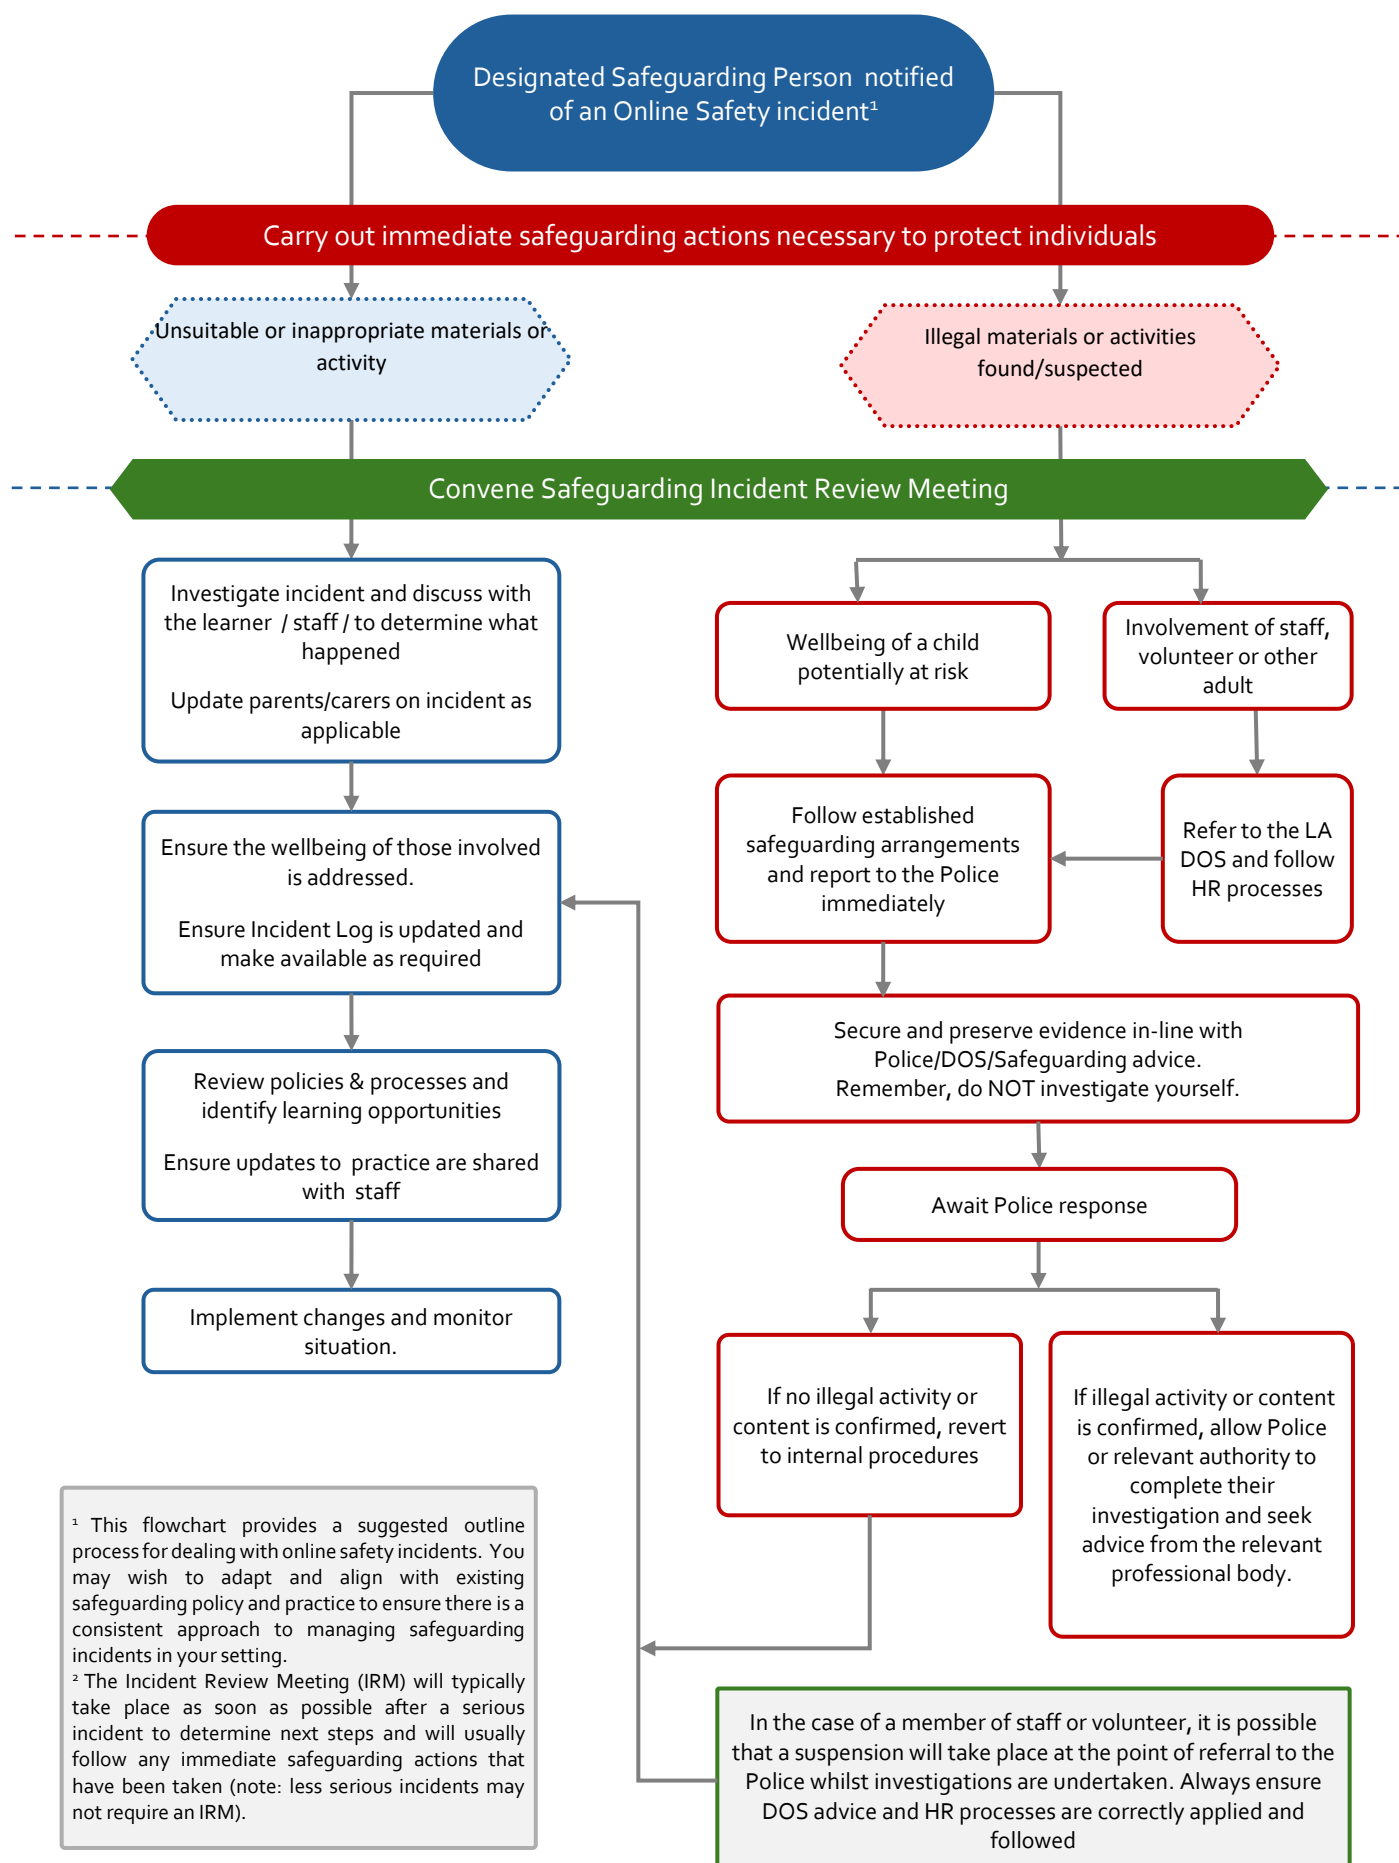 Designated Safeguarding Person  notified
of an Online Safety incident¹
Carry out immediate safeguarding actions necessary to protect individuals
Unsuitable or inappropriate materials or
activity
Illegal materials or activities
found/suspected
Convene Safeguarding Incident Review Meeting
Investigate incident and discuss with
the learner  / staff / to determine what
happened
Update parents/carers on incident as
applicable
Ensure the wellbeing of those involved
is addressed.
Ensure Incident Log is updated and
make available as required
Review policies & processes and
identify learning opportunities
Ensure updates to  practice are shared
with  staff
Implement changes and monitor
situation.
Wellbeing of a child
potentially at risk
Involvement of staff,
volunteer or other
adult
Follow established
safeguarding arrangements
and report to the Police
immediately
Refer to the LA
DOS and follow
HR processes
Secure and preserve evidence in-line with
Police/DOS/Safeguarding advice.
Remember, do NOT investigate yourself.
Await Police response
If no illegal activity or
content is confirmed, revert
to internal procedures
If illegal activity or content
is confirmed, allow Police
or relevant authority to
complete their
investigation and seek
advice from the relevant
professional body.
¹ This flowchart provides a suggested outline
process for dealing with online safety incidents. You
may wish to adapt and align with existing
safeguarding policy and practice to ensure there is a
consistent approach to managing safeguarding
incidents in your setting.
² The Incident Review Meeting (IRM) will typically
take place as soon as possible after a serious
incident to determine next steps and will usually
follow any immediate safeguarding actions that
have been taken (note: less serious incidents may
not require an IRM).
In the case of a member of staff or volunteer, it is possible
that a suspension will take place at the point of referral to the
Police whilst investigations are undertaken. Always ensure
DOS advice and HR processes are correctly applied and
followed